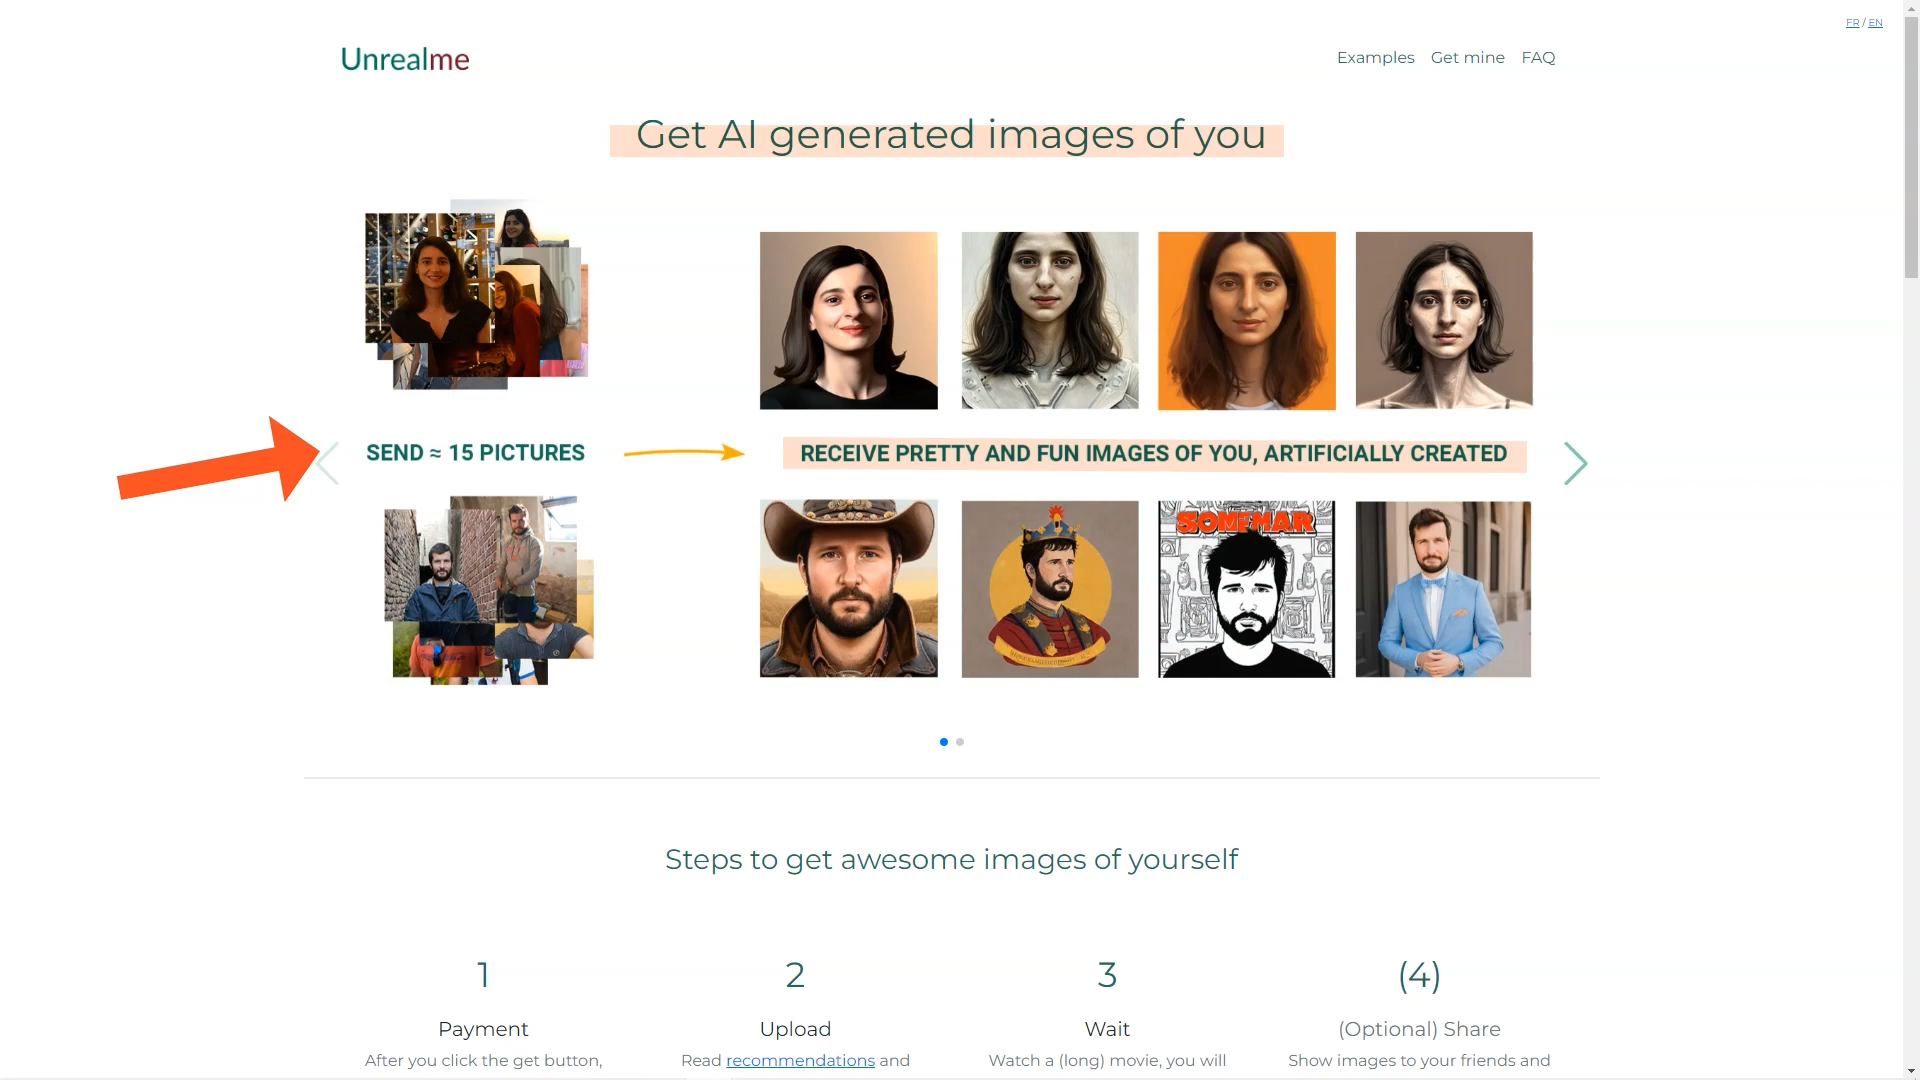 FR / EN
Unrealme
Examples Get mine FAQ
Get AI generated images of you
SEND ≈ 15 PICTURES
RECEIVE PRETTY AND FUN IMAGES OF YOU, ARTIFICIALLY CREATED
SOMEMAR
Steps to get awesome images of yourself
1
Payment
After you click the get button,
2
Upload
Read recommendations and
3
Wait
Watch a (long) movie, you will
(4)
(Optional) Share
Show images to your friends and